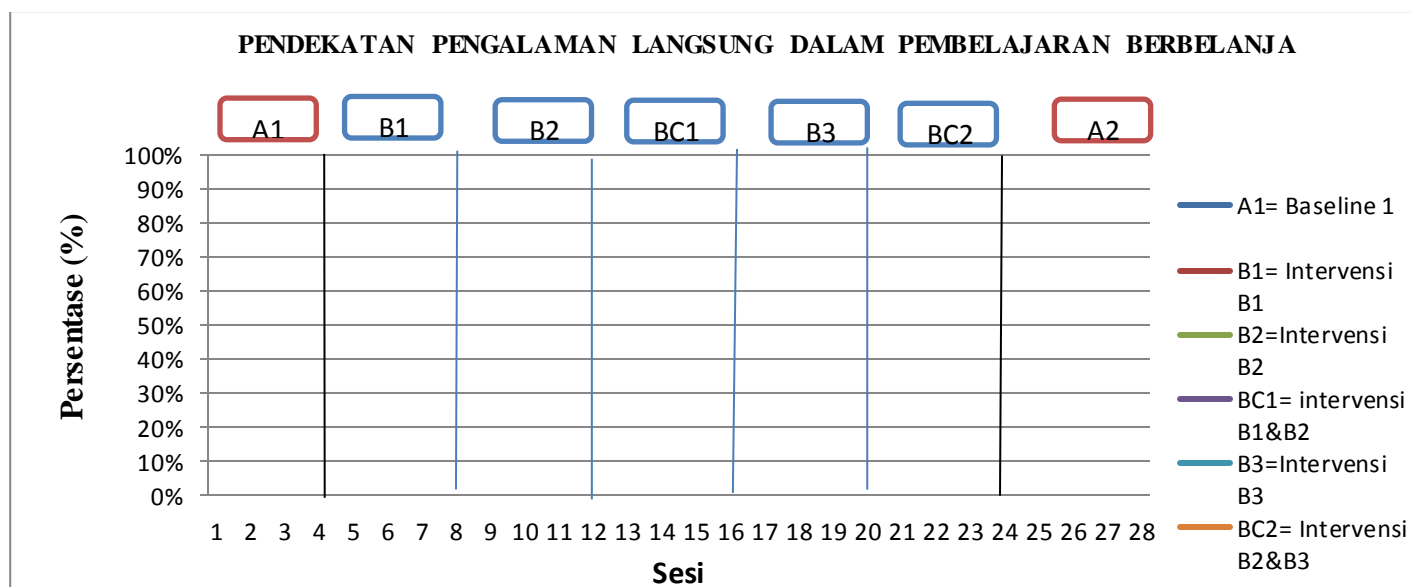 PENDEKATAN PENGALAMAN LANGSUNG DALAM PEMBELAJARAN BERBELANJA
A1 B1 B2 BC1 B3 BC2 A2
100%
90%
80%
70%
60%
50%
40%
30%
20%
10%
0%
Persentase (%)
1 2 3 4 5 6 7 8 9 10 11 12 13 14 15 16 17 18 19 20 21 22 23 24 25 26 27 28
Sesi
A1= Baseline 1
B1= Intervensi
B1
B2=Intervensi
B2
BC1= intervensi
B1&B2
B3=Intervensi
B3
BC2= Intervensi
B2&B3